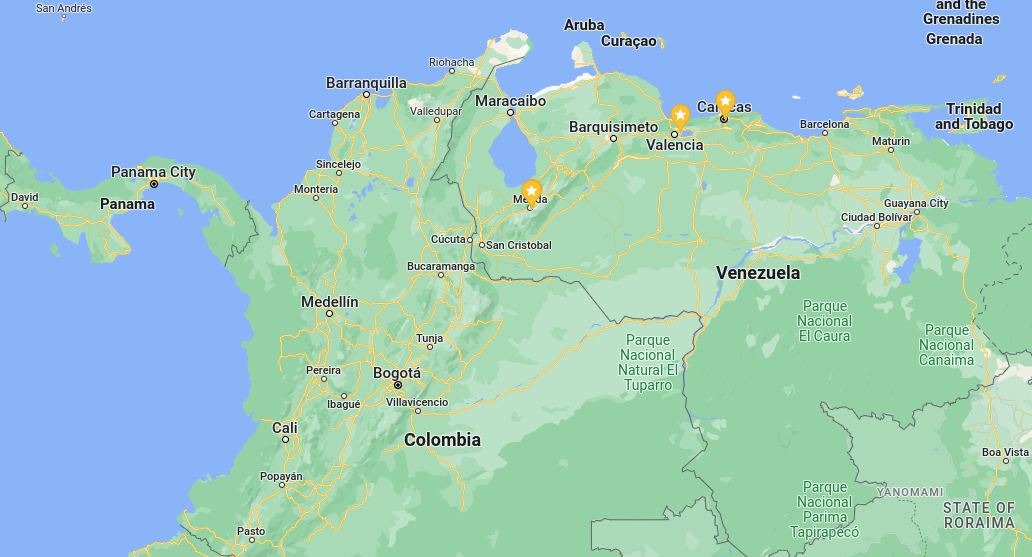 San Andrés
and the
Grenadines
Grenada
Aruba
Curaçao
Riohacha
Barranquilla
Maracaibo
Caracas
Cartagena
Valledupar
Barquisimeto
Valencia
Barcelona
Trinidad
and Tobago
Maturin
Sincelejo
Panama City
Montería
Mérida
David
Panama
Guayana City
Ciudad Bolívar
Cúcuta
San Cristobal
Bucaramanga
Venezuela
Medellín
Parque
Nacional
El Caura
Parque
Nacional
Canaima
Tunja
Parque
Nacional
Natural El
Tuparro
Pereira
Bogotá
Ibagué
Villavicencio
Cali
Colombia
Boa Vista
Popayán
Parque
Nacional
Parima
Tapirapecó
YANOMAMI
STATE OF
RORAIMA
Pasto